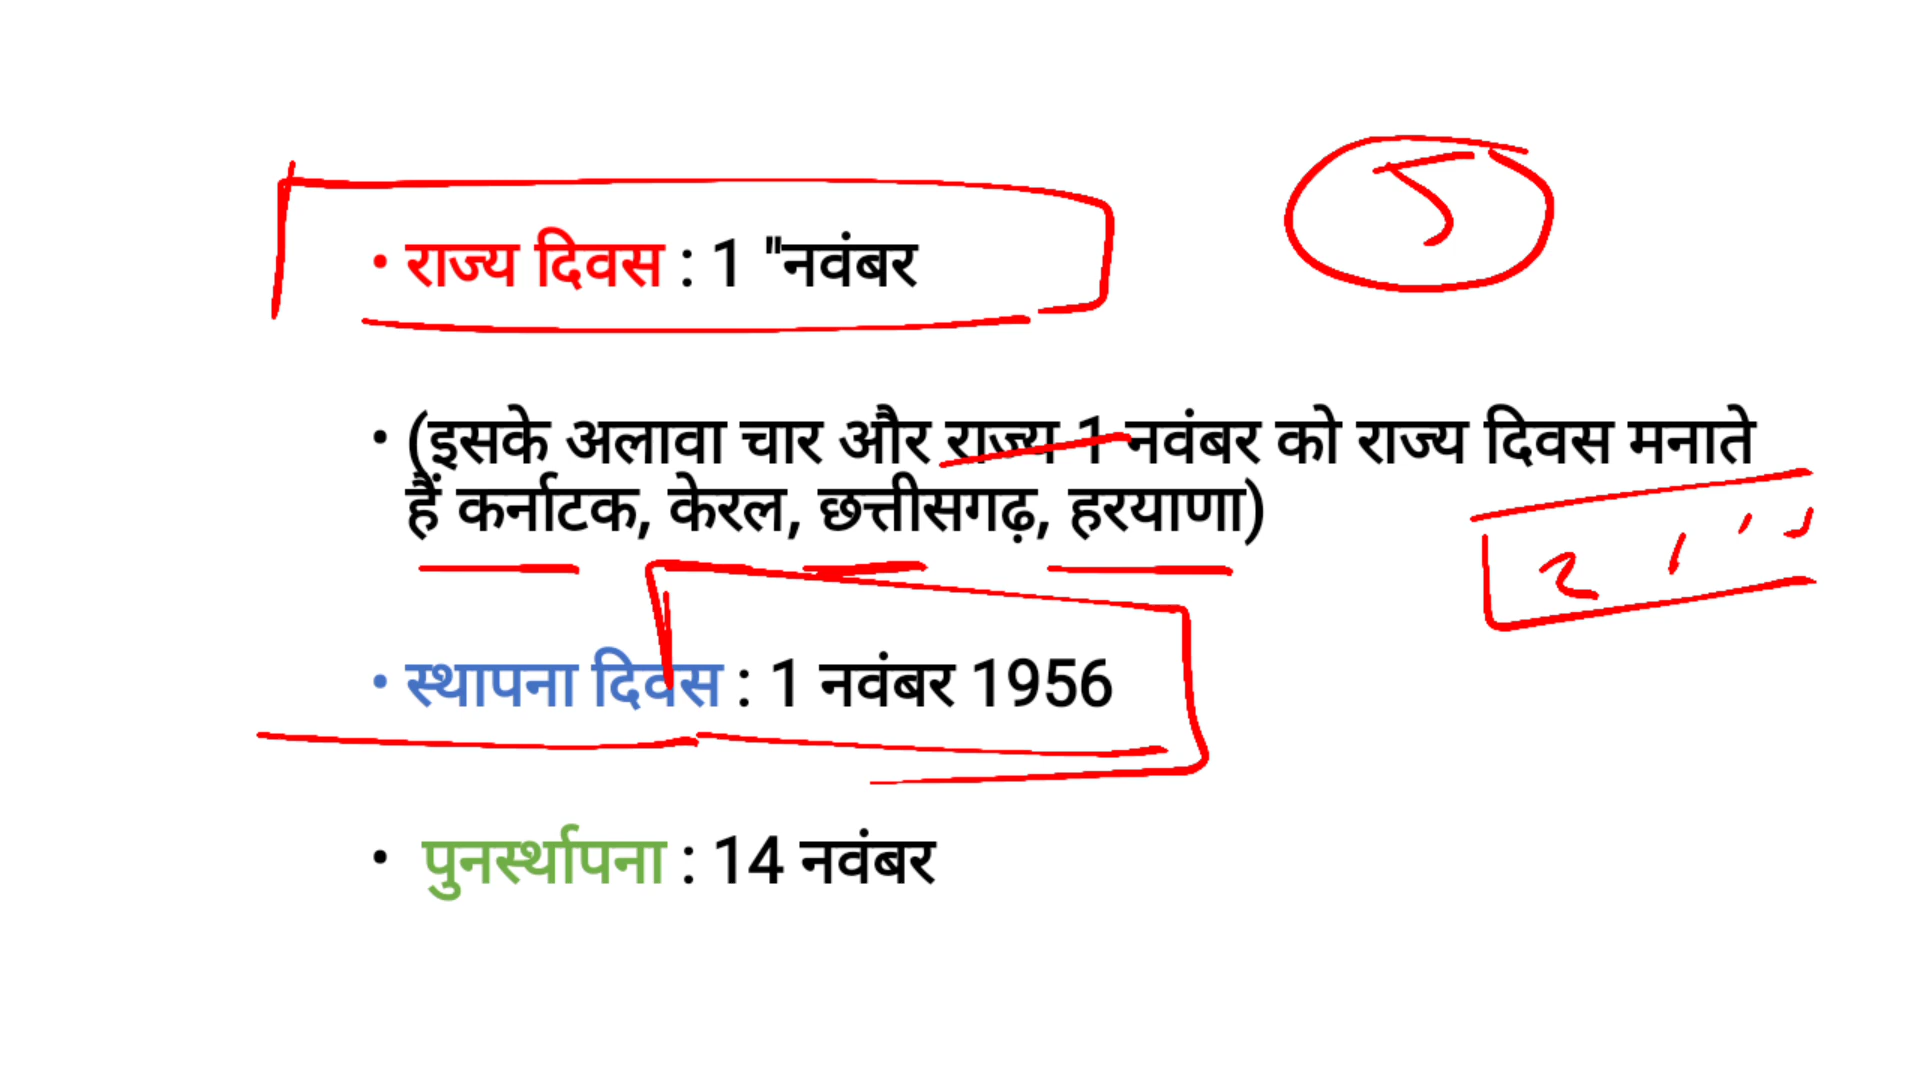 • राज्य दिवस : 1 "नवंबर
5
• (इसके अलावा चार और राज्य 1 नवंबर को राज्य दिवस मनाते
हैं कर्नाटक, केरल, छत्तीसगढ़, हरयाणा)
• स्थापना दिवस : 1 नवंबर 1956
• पुनर्स्थापना : 14 नवंबर